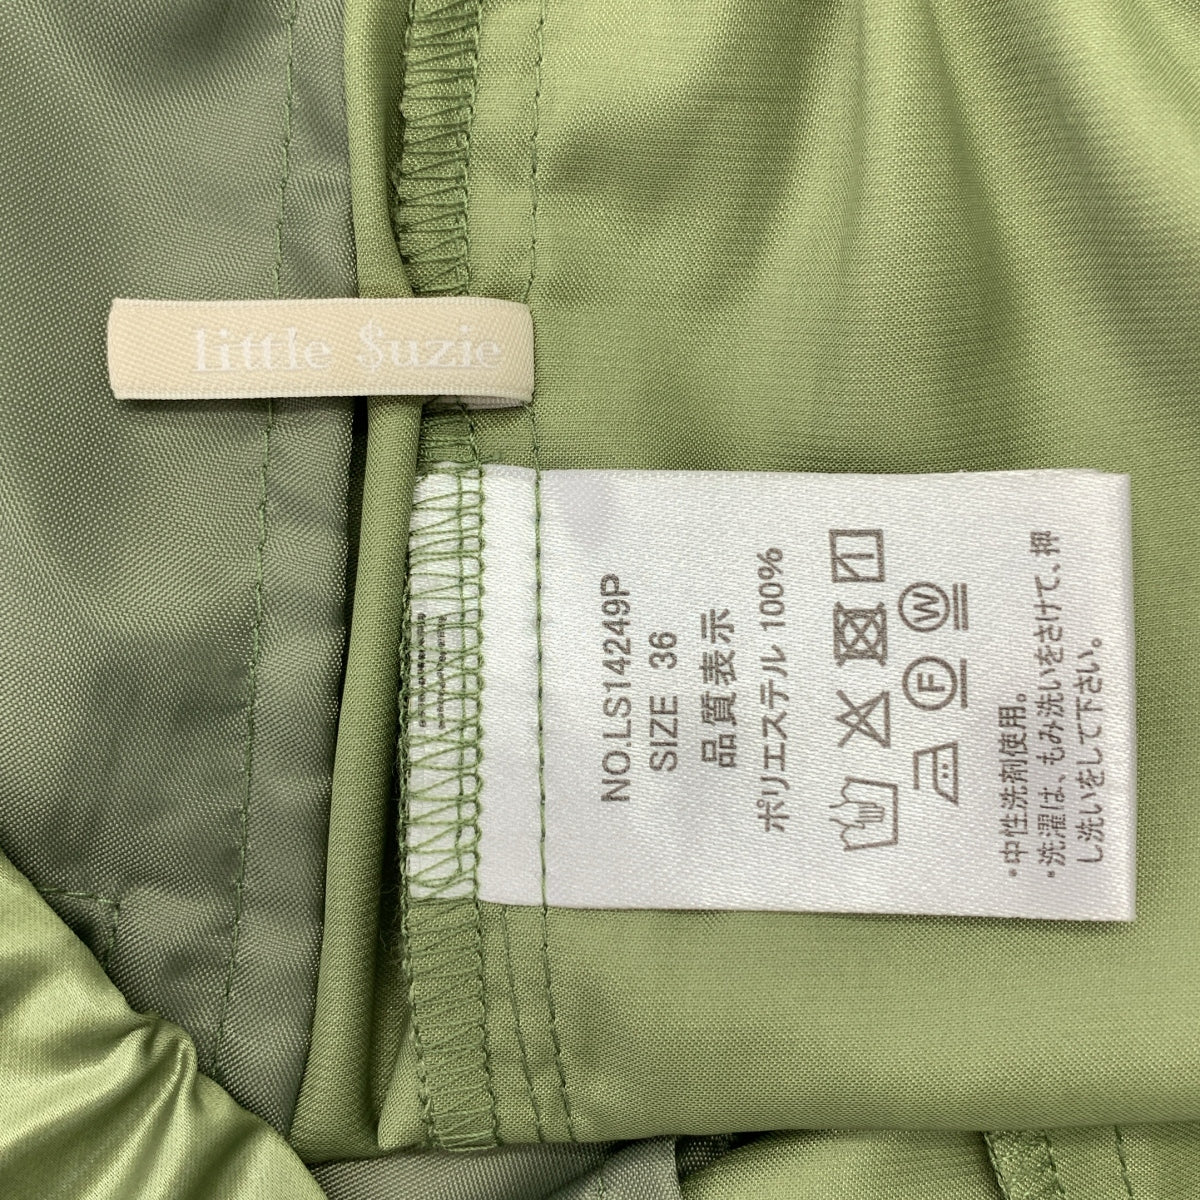 little $uzie
NO.LS14249P
SIZE 36
品質表示
ポリエステル 100%
W
F
・中性洗剤使用。
・洗濯は、もみ洗いをさけて、押
し洗いをして下さい。